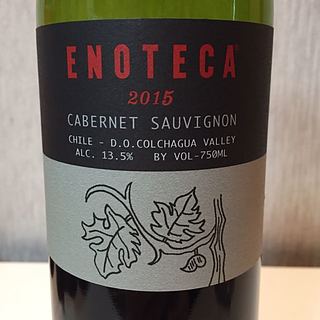 ENOTECA®
2015
CABERNET SAUVIGNON
CHILE - D.O.COLCHAGUA VALLEY
ALC. 13.5% BY VOL-750ML